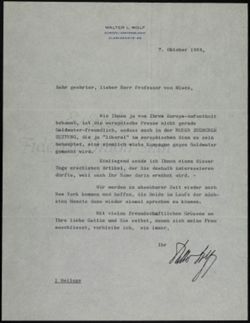 WALTER L. WOLF
7. Oktober 1964.
Sehr geehrter, lieber Herr Professor von Mises,
Wie Ihnen ja von Ihrem Europa-Aufenthalt
bekannt, ist die europäische Presse nicht gerade
Goldwater-freundlich, sodass auch in der NEUEN ZÜRCHER
ZEITUNG, die ja "liberal" im europäischen Sinn zu sein
behauptet, eine ziemlich wüste Kampagne gegen Goldwater
gemacht wird.
Einliegend sende ich Ihnen einen dieser
Tage erschienen Artikel, der Sie deshalb interessieren
dürfte, weil auch Ihr Name darin erwähnt wird. -
Wir werden in absehbarer Zeit wieder nach
New York kommen und hoffen, Sie Beide im Laufe der
nächsten Monate dann wieder einmal sprechen zu können.
Mit vielen freundschaftlichen Grüssen an
Ihre liebe Gattin und Sie selbst, denen sich meine Frau
anschliesst, verbleibe ich, wie immer,
Ihr
1 Beilage